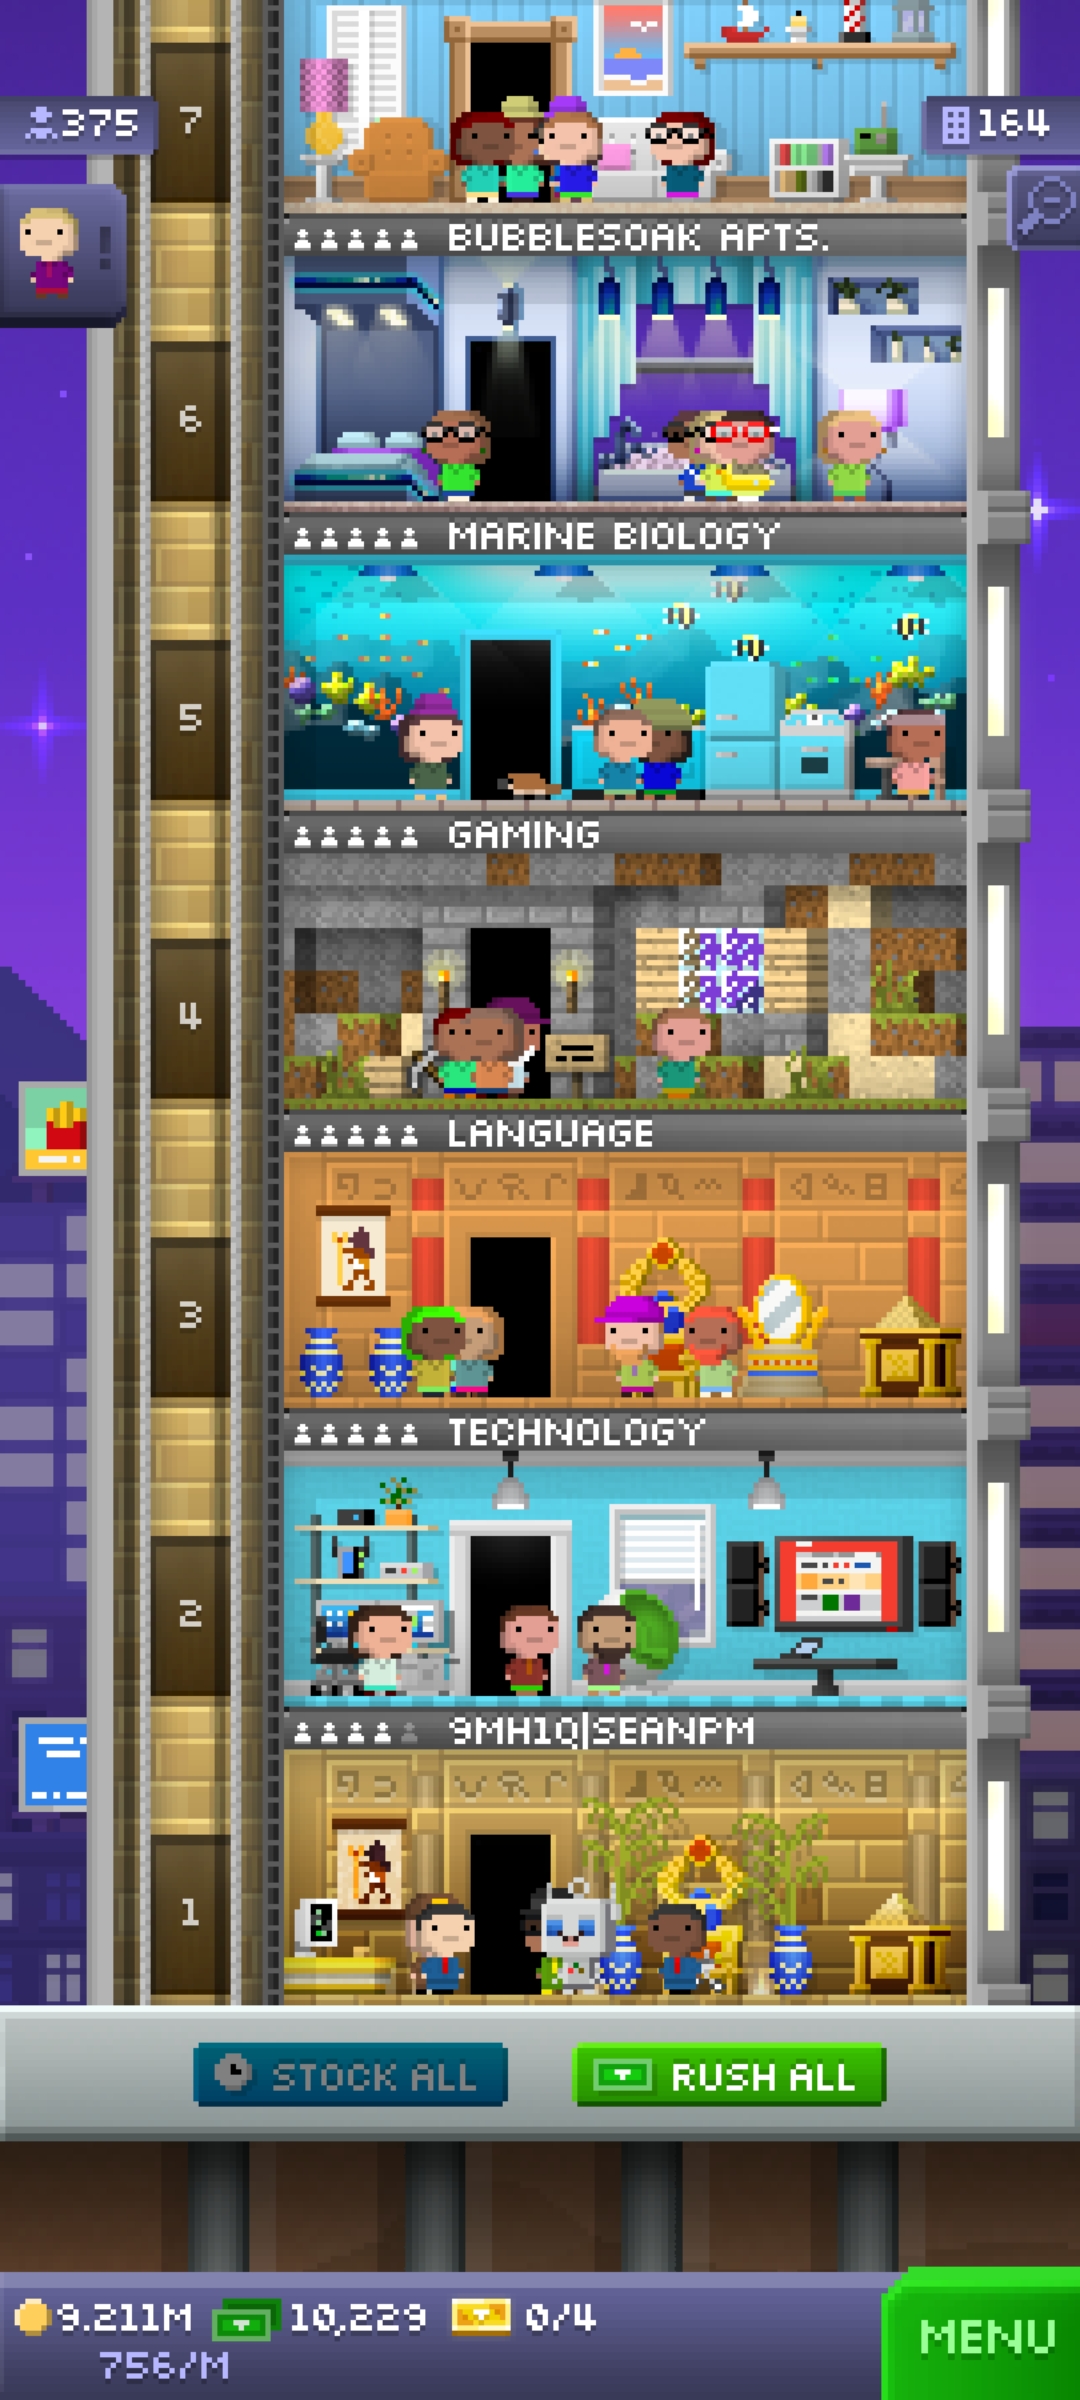 7
375
164
BUBBLESOAK APTS.
6
MARINE BIOLOGY
5
GAMING
4
LANGUAGE
3
TECHNOLOGY
2
9MH1Q|SEANPM
1
STOCK ALL
RUSH ALL
9.211M
10,229
0/4
756/M
MENU